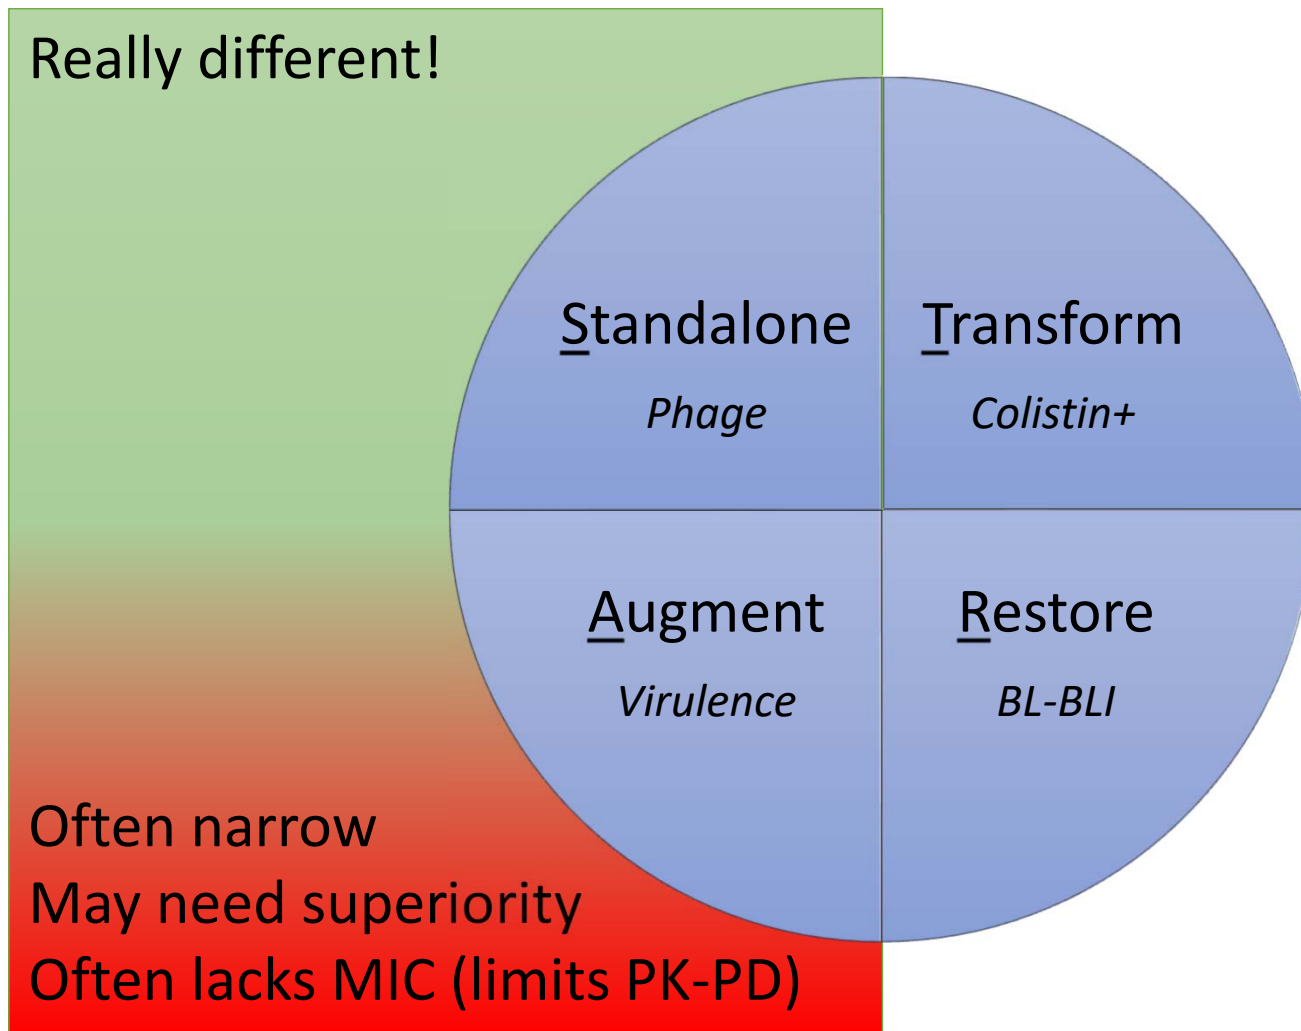 Really different!
Standalone
Phage
Transform
Colistin+
Augment
Virulence
Restore
BL-BLI
Often narrow
May need superiority
Often lacks MIC (limits PK-PD)